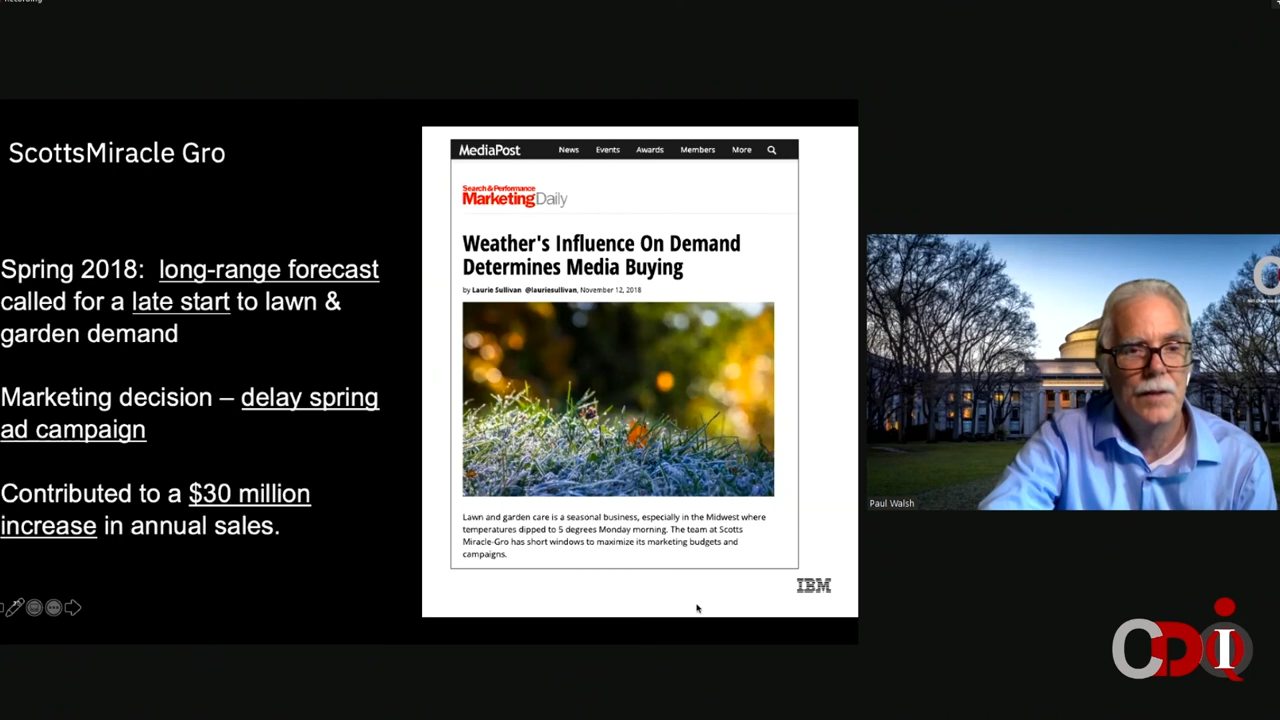 ScottsMiracle Gro
Spring 2018: long-range forecast
called for a late start to lawn &
garden demand
Marketing decision – delay spring
ad campaign
Contributed to a $30 million
increase in annual sales.
MediaPost News Events Awards Members More
Search & Performance
MarketingDaily
Weather's Influence On Demand
Determines Media Buying
by Laurie Sullivan @lauriesullivan, November 12, 2018
Lawn and garden care is a seasonal business, especially in the Midwest where
temperatures dipped to 5 degrees Monday morning. The team at Scotts
Miracle-Gro has short windows to maximize its marketing budgets and
campaigns.
IBM
Paul Walsh
CDIQ